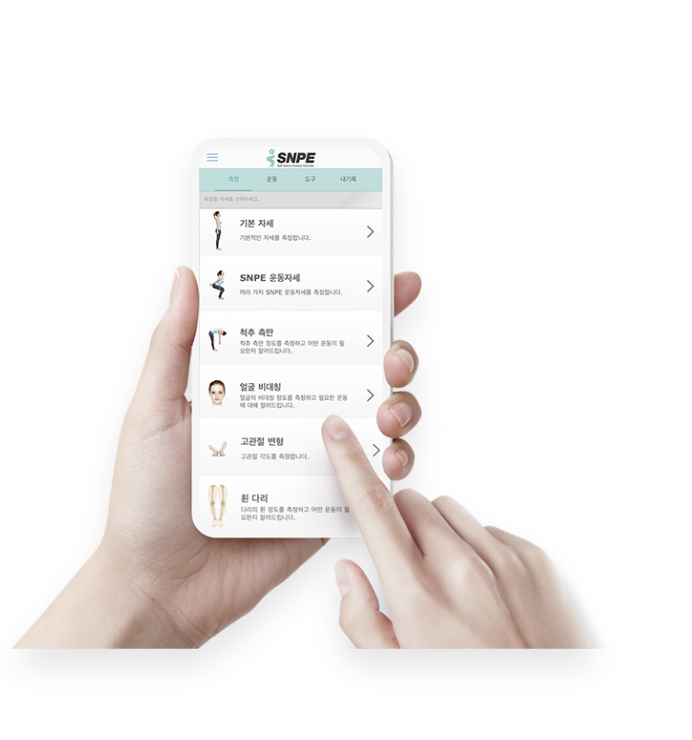 SNPE
Self Natural Posture Exercise
측정 운동 도구 내기록
측정할 자세를 선택하세요.
기본 자세
기본적인 자세를 측정합니다.
SNPE 운동자세
여러 가지 SNPE 운동자세를 측정합니다.
척추 측만
척추 측만 정도를 측정하고 어떤 운동이 필
요한지 알려드립니다.
얼굴 비대칭
얼굴의 비대칭 정도를 측정하고 필요한 운동
에 대해 알려드립니다.
고관절 변형
고관절 각도를 측정합니다.
휜 다리
다리의 휜 정도를 측정하고 어떤 운동이 필
요한지 알려드립니다.